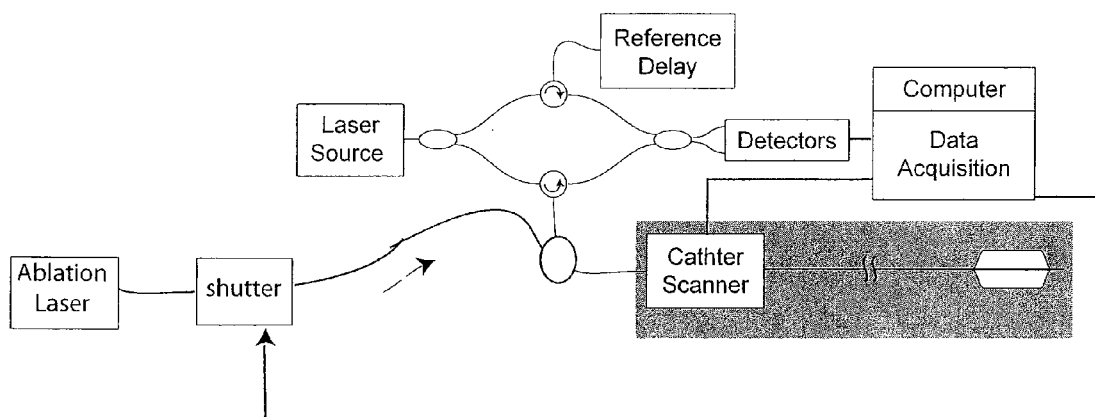 Reference
Delay
Computer
Laser
Source
Detectors
Data
Acquisition
Ablation
Laser
shutter
Cathter
Scanner